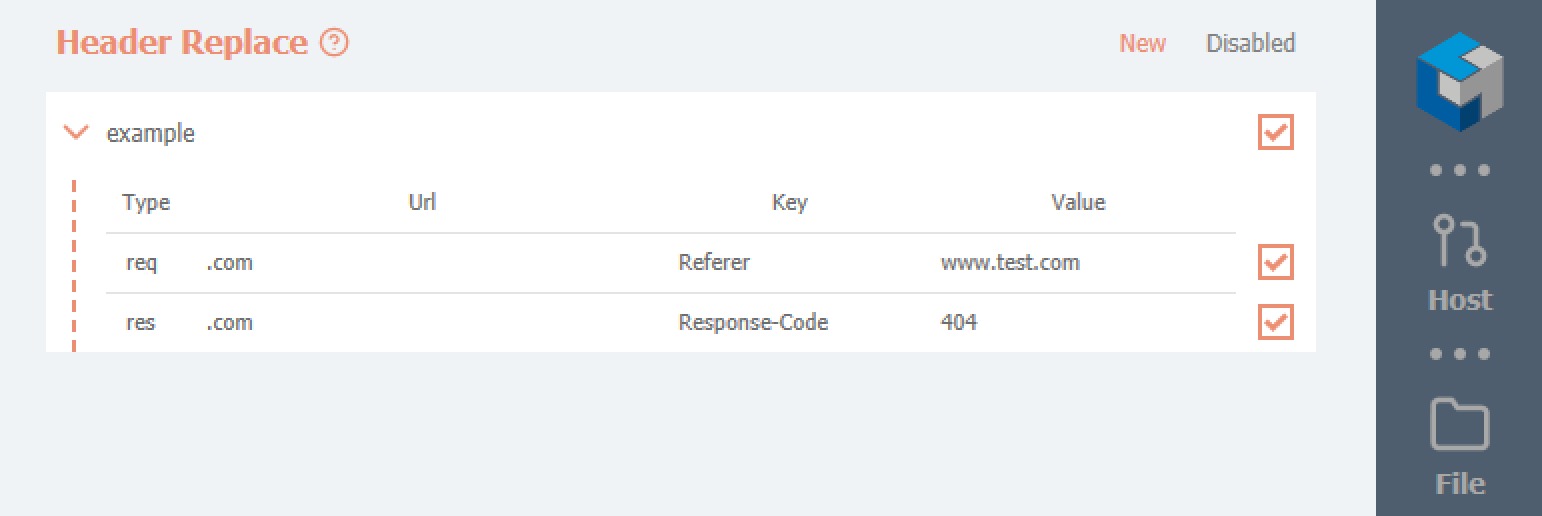 Header Replace ? New Disabled
example
Type Url Key Value
req .com Referer www.test.com
res .com Response-Code 404
Host
File